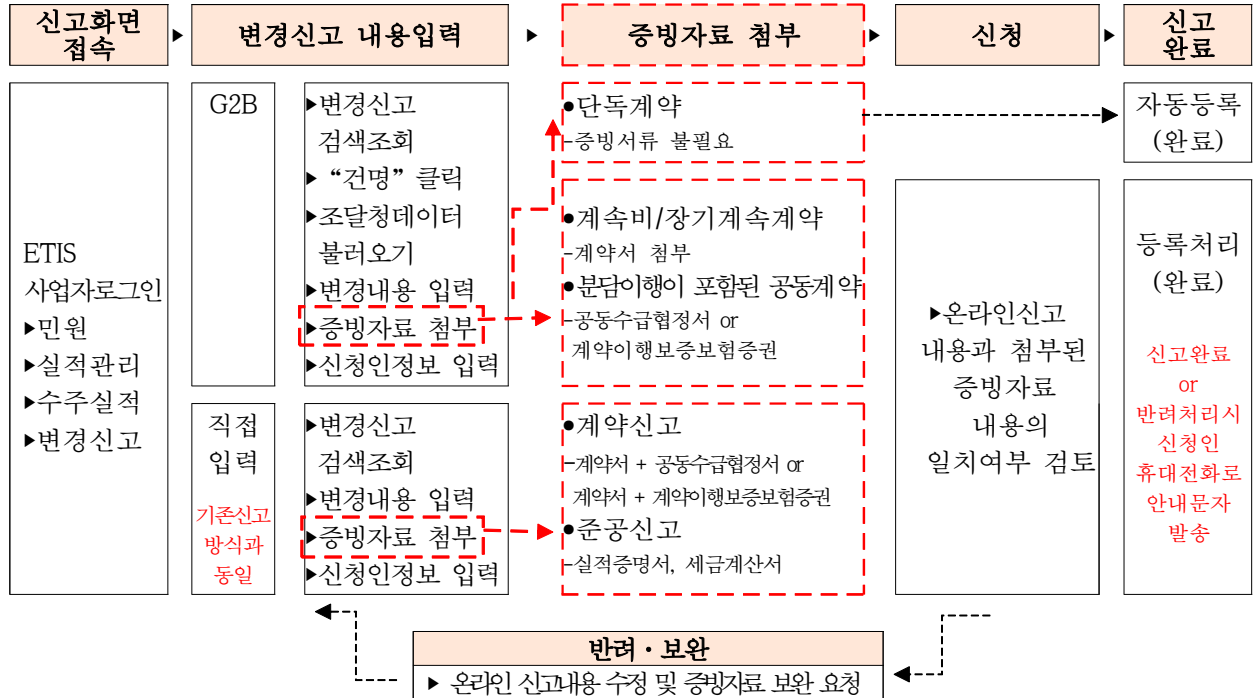 신고화면
접속
▶
변경신고 내용입력
▶
증빙자료 첨부
▶
신청
▶
신고
완료
ETIS
사업자로그인
▶민원
▶실적관리
▶수주실적
▶변경신고
G2B
▶변경신고
검색조회
▶ “건명” 클릭
▶조달청데이터
불러오기
▶변경내용 입력
▶증빙자료 첨부
▶신청인정보 입력
●단독계약
-증빙서류 불필요
●계속비/장기계속계약
-계약서 첨부
●분담이행이 포함된 공동계약
-공동수급협정서 or
계약이행보증보험증권
직접
입력
기존신고
방식과
동일
▶변경신고
검색조회
▶변경내용 입력
▶증빙자료 첨부
▶신청인정보 입력
●계약신고
-계약서 + 공동수급협정서 or
계약서 + 계약이행보증보험증권
●준공신고
-실적증명서, 세금계산서
▶온라인신고
내용과 첨부된
증빙자료
내용의
일치여부 검토
자동등록
(완료)
등록처리
(완료)
신고완료
or
반려처리시
신청인
휴대전화로
안내문자
발송
반려·보완
▶ 온라인 신고내용 수정 및 증빙자료 보완 요청